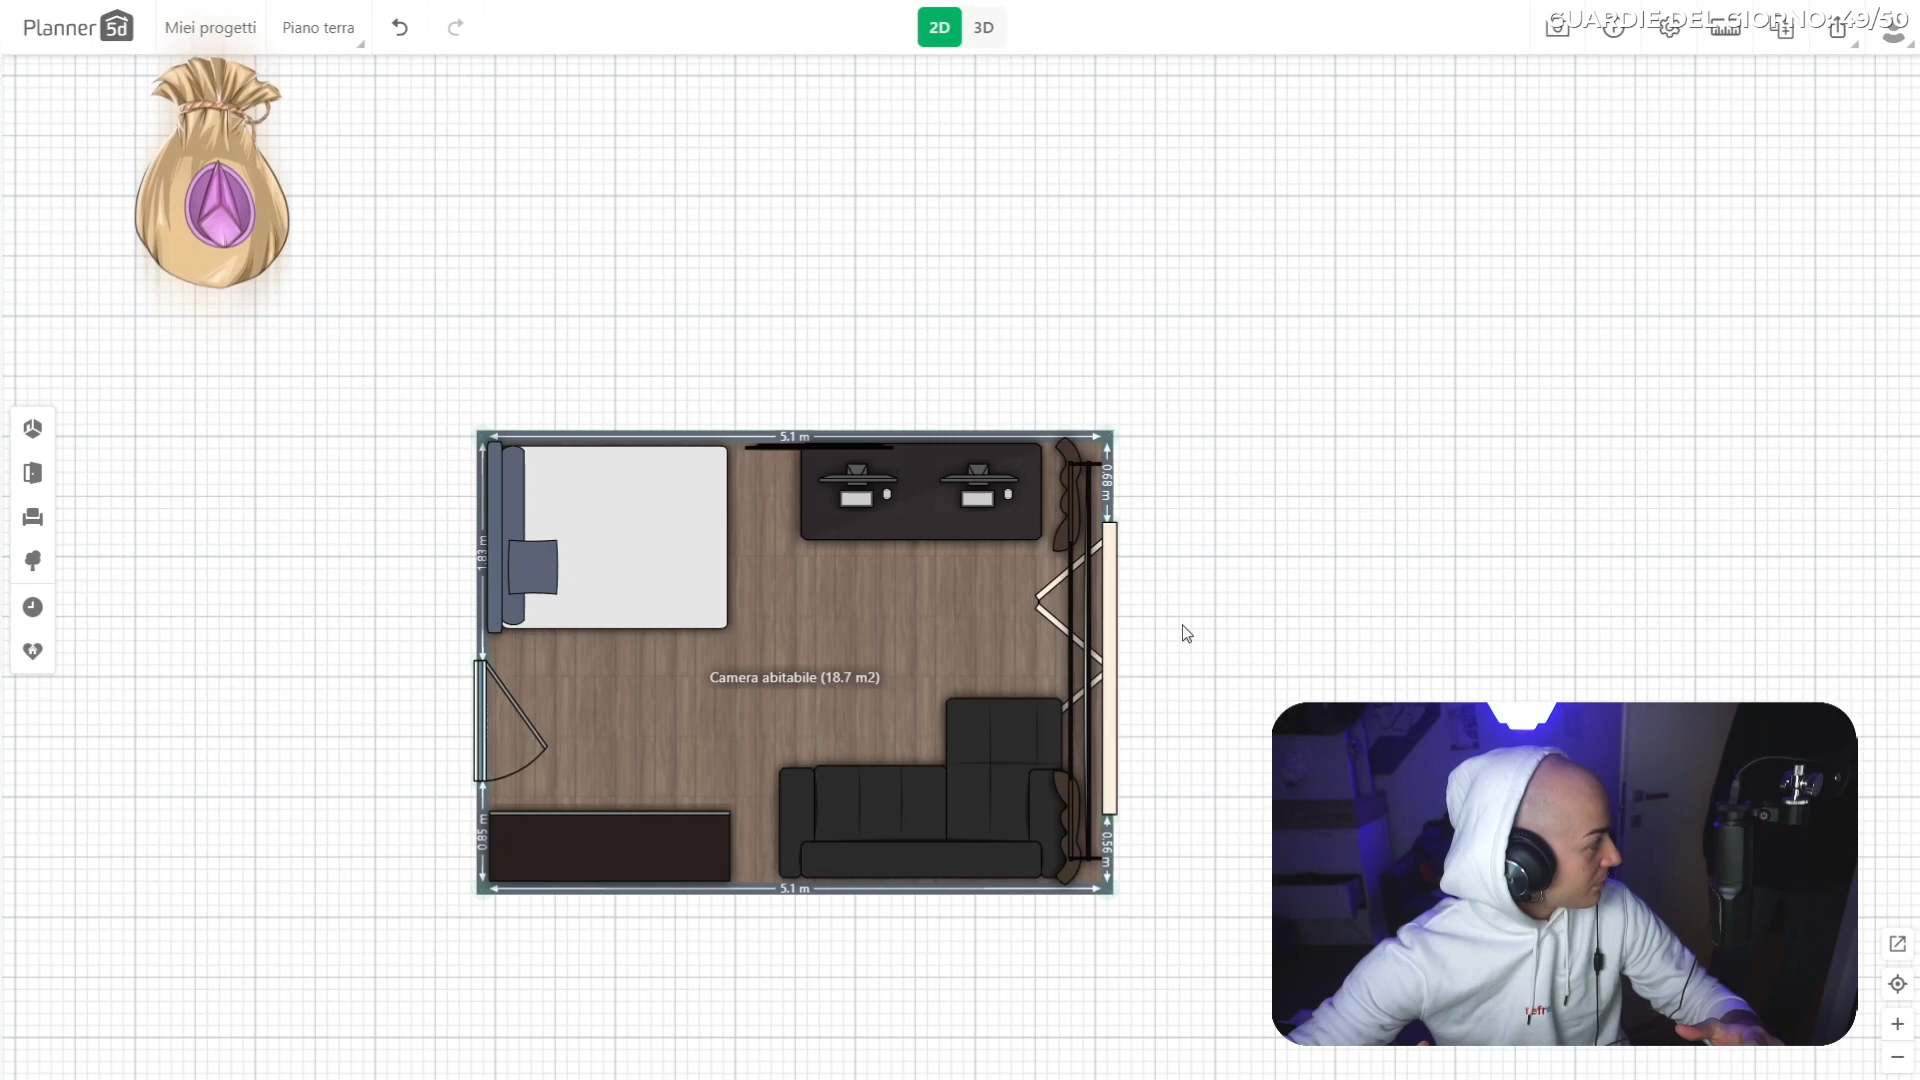 Planner 5d
Miei progetti
Piano terra
2D
3D
GUARDIE DEL GIORNO: 49/50
5.1 m
0.68 m
1.83 m
Camera abitabile (18.7 m2)
0.85 m
0.56 m
5.1 m